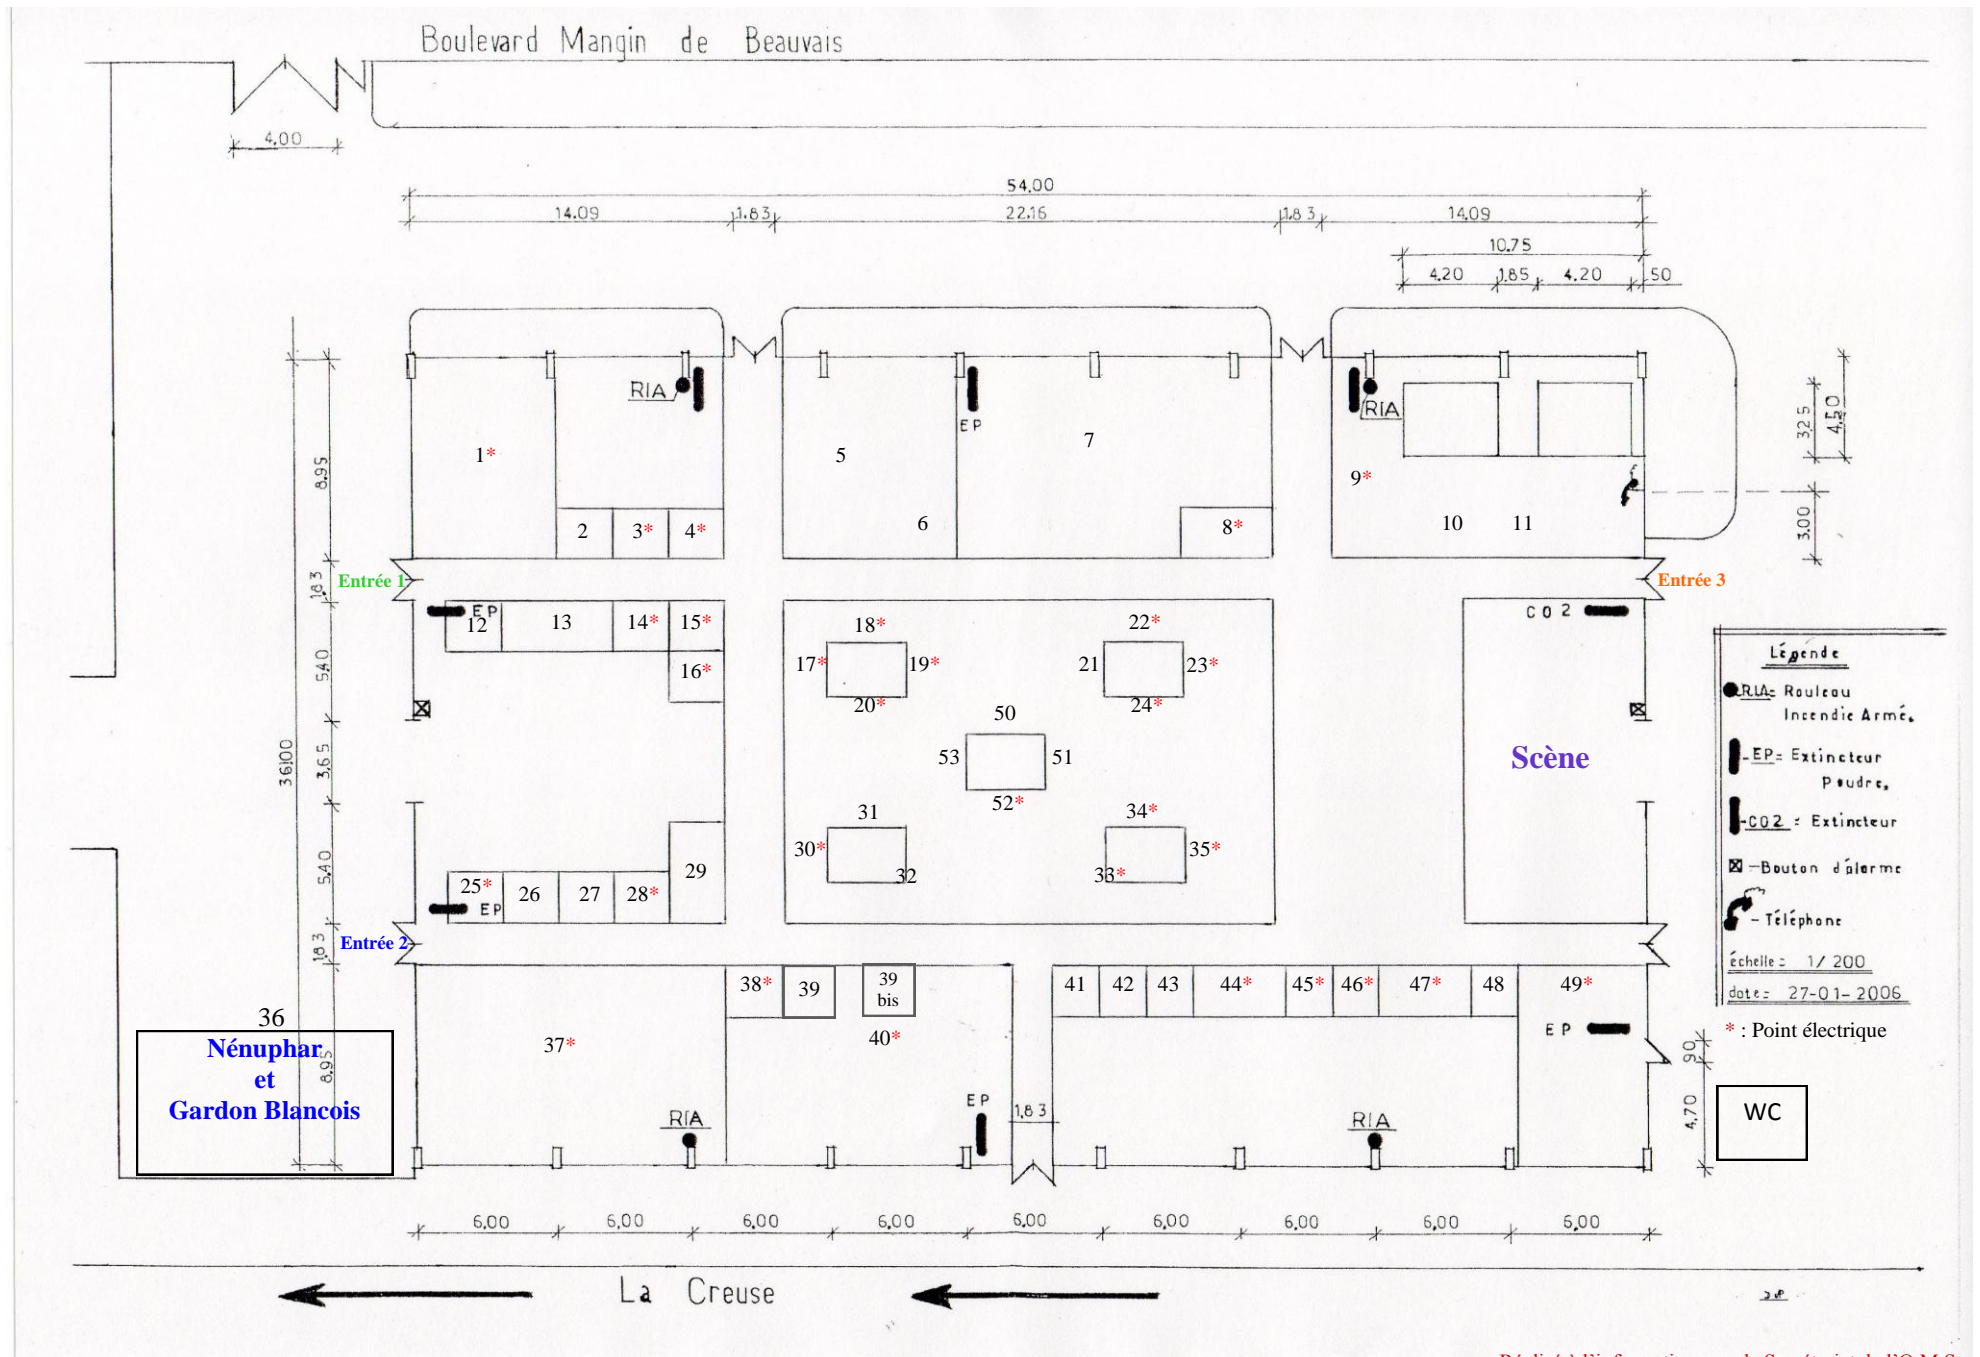 Boulevard Mangin de Beauvais
4.00
54.00
14.09 1.83 22.16 1.83 14.09
10.75
4.20 1.85 4.20 .50
RIA
EP
RIA
1*
5
7
9*
2 3* 4*
6
8*
10 11
3.25
4.50
3.00
8.95
1.83
5.40
3.65
5.40
1.83
8.95
36100
Entrée 1
Entrée 3
EP
12 13 14* 15*
16*
CO2
18*
17* 19*
20*
22*
21 23*
24*
50
53 51
52*
Scène
31
30*
32
34*
35*
33*
29
25* 26 27 28*
EP
Entrée 2
Légende
RIA= Rouleau
Incendie Armé.
EP= Extincteur
Poudre.
CO2 = Extincteur
Bouton d'alarme
Téléphone
échelle = 1/200
date= 27-01-2006
* : Point électrique
36
Nénuphar
et
Gardon Blancois
37*
38* 39
39
bis
40*
41 42 43 44* 45* 46* 47* 48 49*
EP
RIA
EP
1,83
RIA
90
4.70
WC
6,00 6,00 6,00 6,00 6,00 6,00 6,00 6,00 6,00
La Creuse